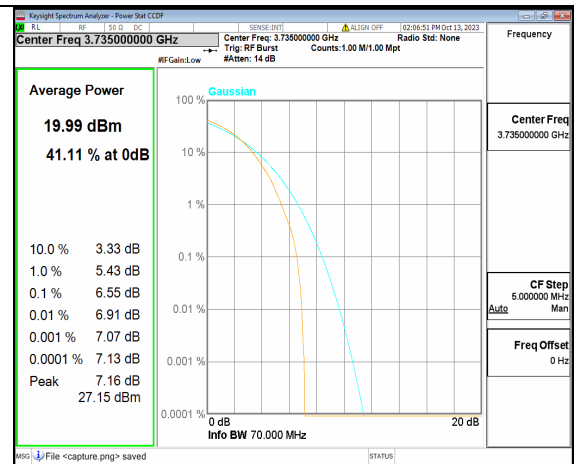 Keysight Spectrum Analyzer - Power Stat CCDF
RL RF 50 Ω DC SENSE:INT ALIGN OFF 02:06:51 PM Oct 13, 2023
Center Freq 3.735000000 GHz
Center Freq: 3.735000000 GHz Radio Std: None
Trig: RF Burst Counts:1.00 M/1.00 Mpt
#IFGain:Low #Atten: 14 dB
Frequency
Average Power
19.99 dBm
41.11 % at 0dB
10.0 % 3.33 dB
1.0 % 5.43 dB
0.1 % 6.55 dB
0.01 % 6.91 dB
0.001 % 7.07 dB
0.0001 % 7.13 dB
Peak 7.16 dB
27.15 dBm
Gaussian
100 %
10 %
1 %
0.1 %
0.01 %
0.001 %
0.0001 %
0 dB 20 dB
Info BW 70.000 MHz
Center Freq
3.735000000 GHz
CF Step
5.000000 MHz
Auto Man
Freq Offset
0 Hz
MSG File <capture.png> saved STATUS